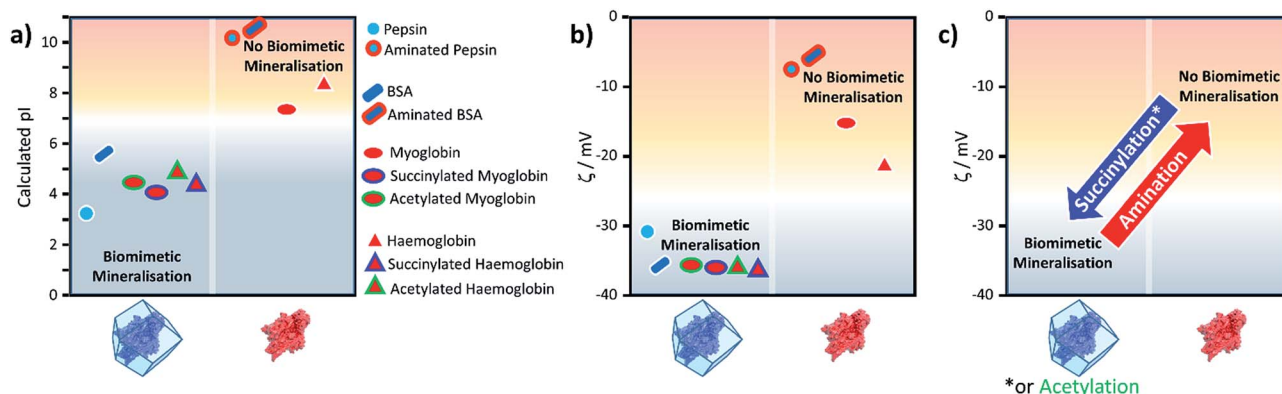 a)
Calculated pI
11
10
8
6
4
2
0
No Biomimetic
Mineralisation
Biomimetic
Mineralisation
Pepsin
Aminated Pepsin
BSA
Aminated BSA
Myoglobin
Succinylated Myoglobin
Acetylated Myoglobin
Haemoglobin
Succinylated Haemoglobin
Acetylated Haemoglobin
b)
ζ / mV
0
-10
-20
-30
-40
No Biomimetic
Mineralisation
Biomimetic
Mineralisation
c)
ζ / mV
0
-10
-20
-30
-40
No Biomimetic
Mineralisation
Succinylation*
Amination
Biomimetic
Mineralisation
*or Acetylation